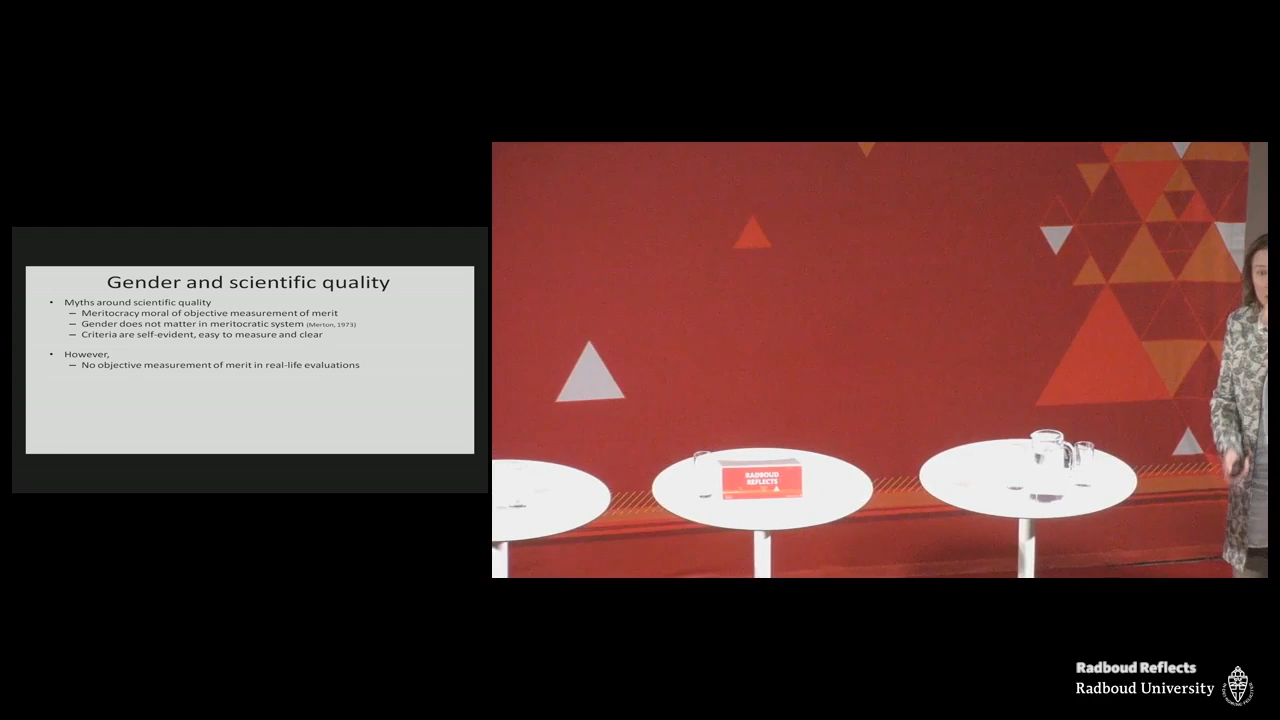 Gender and scientific quality
• Myths around scientific quality
– Meritocracy moral of objective measurement of merit
– Gender does not matter in meritocratic system (Merton, 1973)
– Criteria are self-evident, easy to measure and clear
• However,
– No objective measurement of merit in real-life evaluations
RADBOUD
REFLECTS
Radboud Reflects
Radboud University